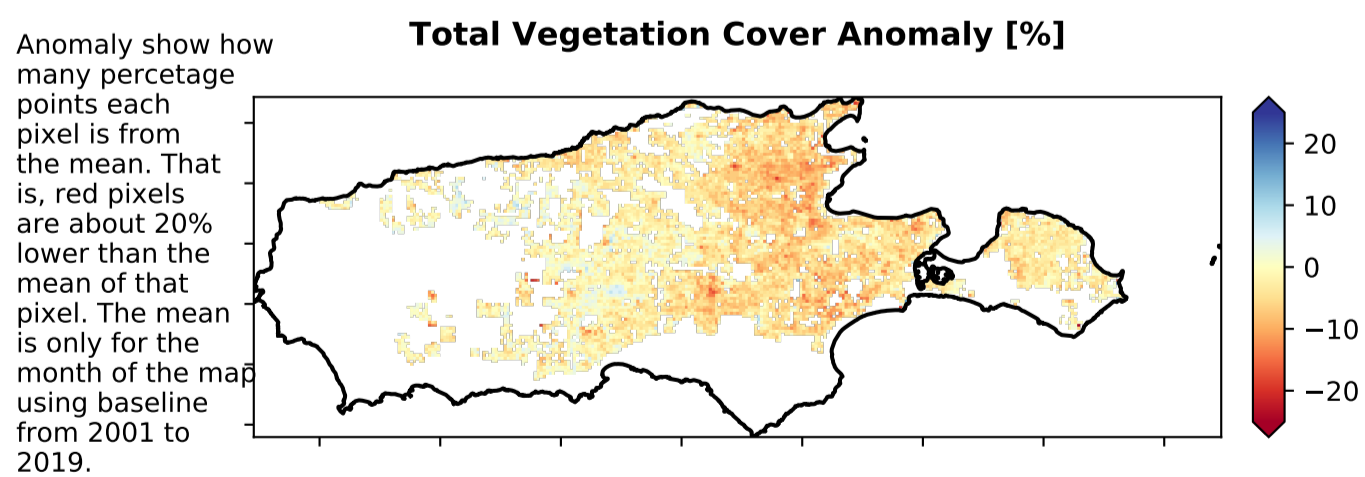 Total Vegetation Cover Anomaly [%]
Anomaly show how
many percetage
points each
pixel is from
the mean. That
is, red pixels
are about 20%
lower than the
mean of that
pixel. The mean
is only for the
month of the map
using baseline
from 2001 to
2019.
20
10
0
−10
−20